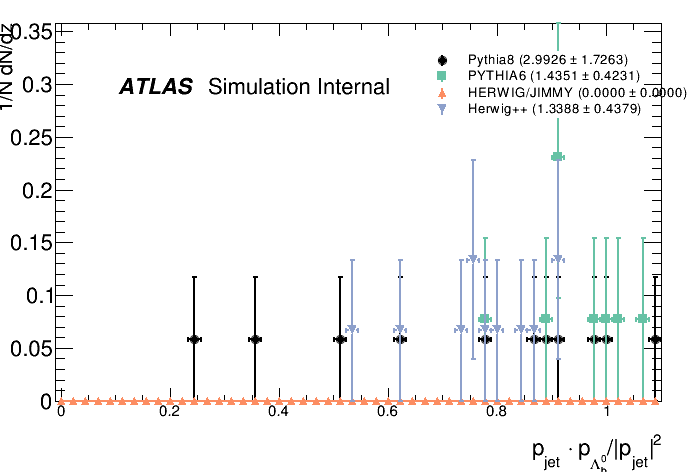 1/N dN/dz
0.35
0.3
0.25
0.2
0.15
0.1
0.05
0
ATLAS Simulation Internal
Pythia8 (2.9926 ± 1.7263)
PYTHIA6 (1.4351 ± 0.4231)
HERWIG/JIMMY (0.0000 ± 0.0000)
Herwig++ (1.3388 ± 0.4379)
0 0.2 0.4 0.6 0.8 1
p_jet · p_Λ_b^0/|p_jet|^2